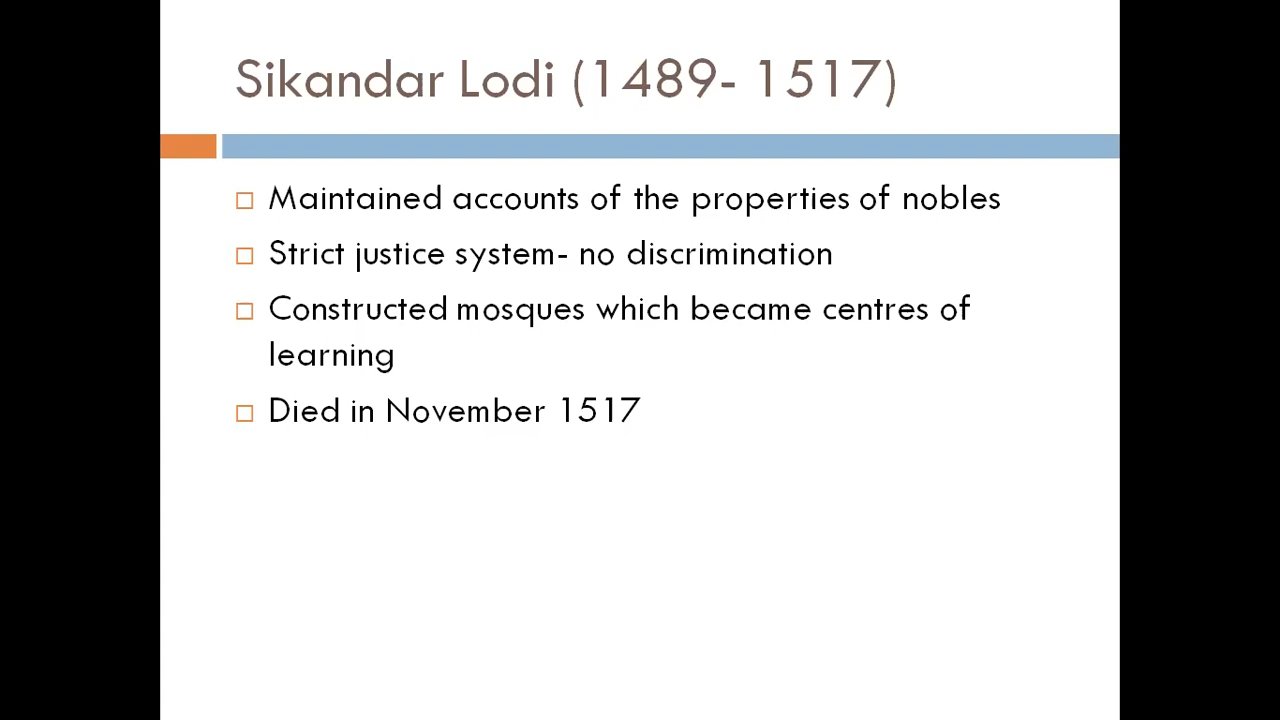 Sikandar Lodi (1489- 1517)
Maintained accounts of the properties of nobles
Strict justice system- no discrimination
Constructed mosques which became centres of
learning
Died in November 1517